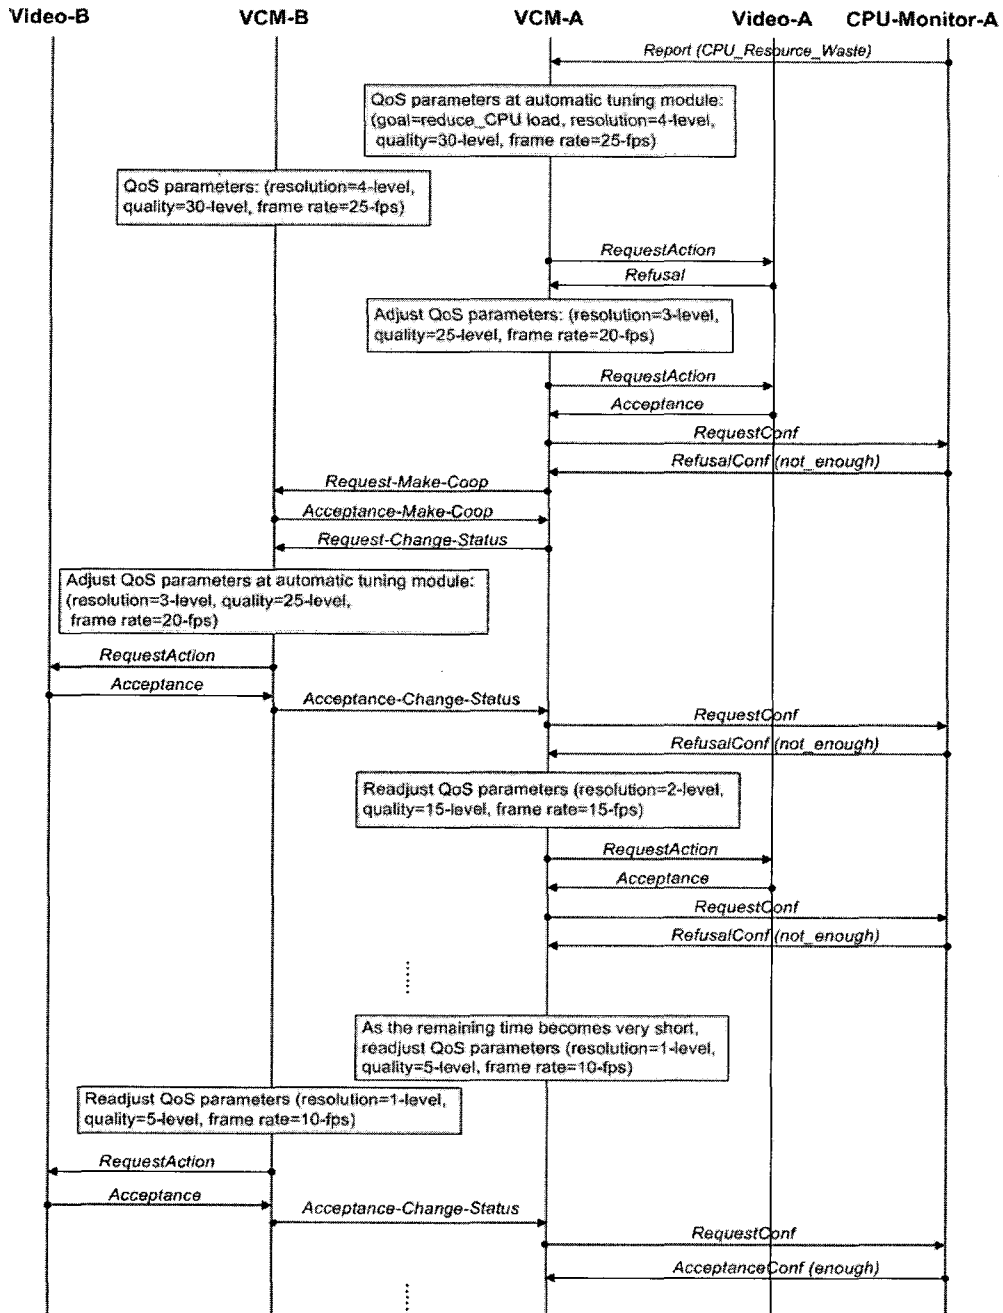 Video-B VCM-B VCM-A Video-A CPU-Monitor-A
Report (CPU_Resource_Waste)
QoS parameters at automatic tuning module:
(goal=reduce_CPU load, resolution=4-level,
quality=30-level, frame rate=25-fps)
QoS parameters: (resolution=4-level,
quality=30-level, frame rate=25-fps)
RequestAction
Refusal
Adjust QoS parameters: (resolution=3-level,
quality=25-level, frame rate=20-fps)
RequestAction
Acceptance
RequestConf
RefusalConf (not_enough)
Request-Make-Coop
Acceptance-Make-Coop
Request-Change-Status
Adjust QoS parameters at automatic tuning module:
(resolution=3-level, quality=25-level,
frame rate=20-fps)
RequestAction
Acceptance
Acceptance-Change-Status
RequestConf
RefusalConf (not_enough)
Readjust QoS parameters (resolution=2-level,
quality=15-level, frame rate=15-fps)
RequestAction
Acceptance
RequestConf
RefusalConf (not_enough)
As the remaining time becomes very short,
readjust QoS parameters (resolution=1-level,
quality=5-level, frame rate=10-fps)
Readjust QoS parameters (resolution=1-level,
quality=5-level, frame rate=10-fps)
RequestAction
Acceptance
Acceptance-Change-Status
RequestConf
AcceptanceConf (enough)